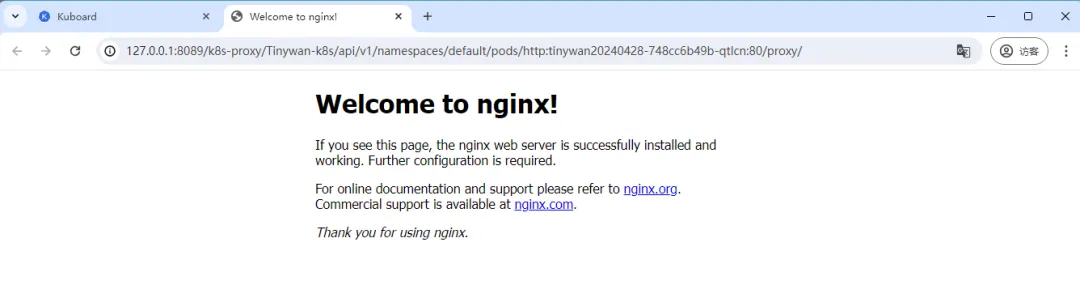 Kuboard
Welcome to nginx!
127.0.0.1:8089/k8s-proxy/Tinywan-k8s/api/v1/namespaces/default/pods/http:tinywan20240428-748cc6b49b-qtlcn:80/proxy/
访客
Welcome to nginx!
If you see this page, the nginx web server is successfully installed and
working. Further configuration is required.
For online documentation and support please refer to nginx.org.
Commercial support is available at nginx.com.
Thank you for using nginx.